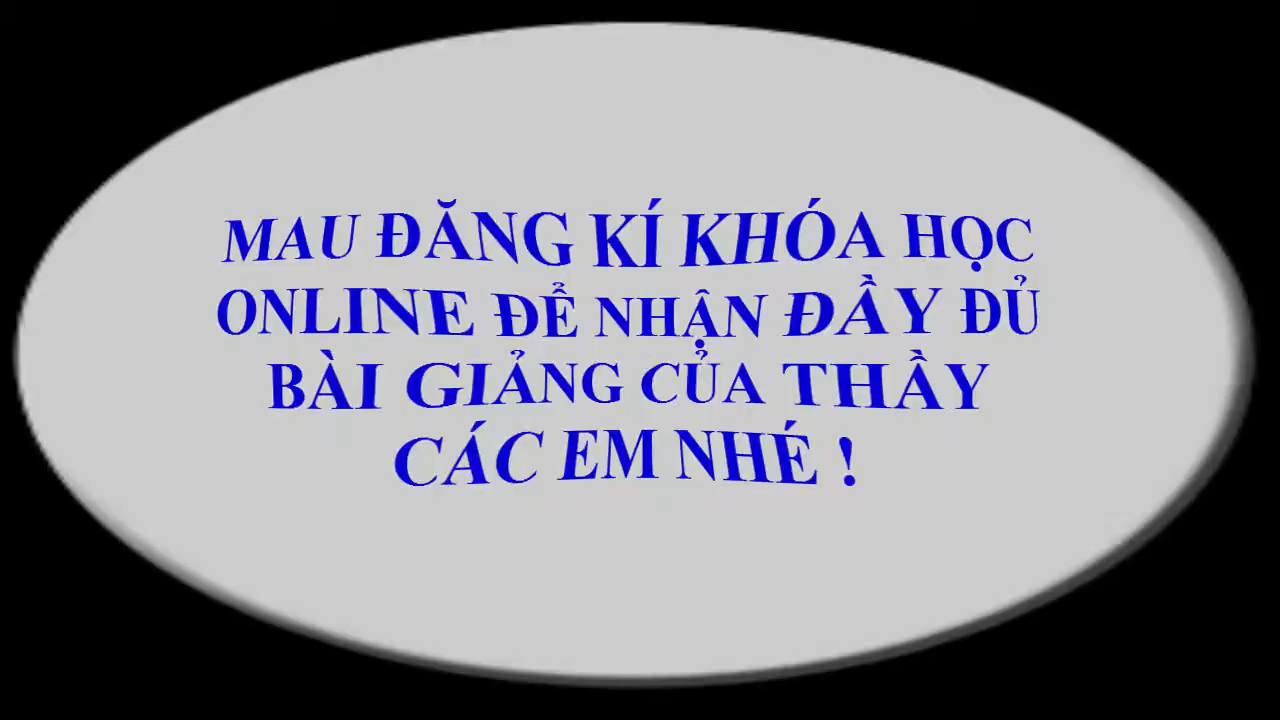 MAU ĐĂNG KÍ KHÓA HỌC
ONLINE ĐỂ NHẬN ĐẦY ĐỦ
BÀI GIẢNG CỦA THẦY
CÁC EM NHÉ !